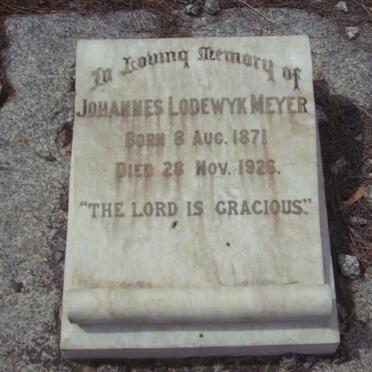 In Loving Memory of
JOHANNES LODEWYK MEYER
BORN 8 AUG. 1871
DIED 28 NOV. 1926.
"THE LORD IS GRACIOUS."